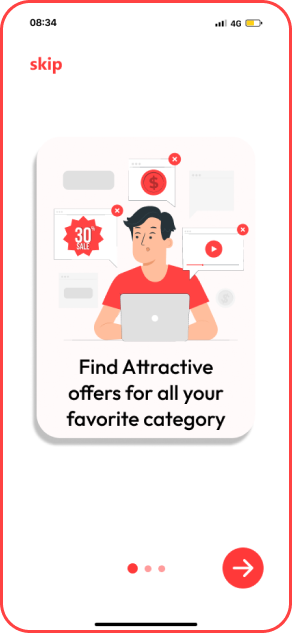 08:34
4G
skip
$
30%
SALE
Find Attractive
offers for all your
favorite category